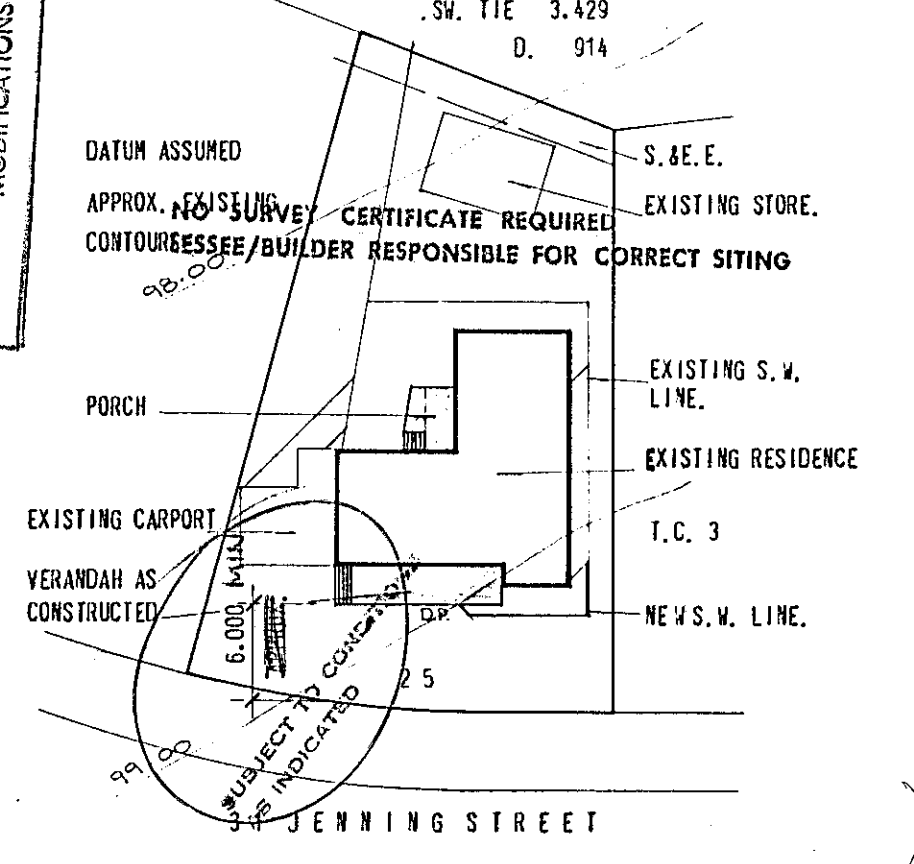 MODIFICATIONS
.SW. TIE 3.429
D. 914
DATUM ASSUMED
S.&E.E.
APPROX. EXISTING
EXISTING STORE.
NO SURVEY CERTIFICATE REQUIRED
CONTOURS
LESSEE/BUILDER RESPONSIBLE FOR CORRECT SITING
98.00
EXISTING S.W.
LINE.
PORCH
EXISTING RESIDENCE
EXISTING CARPORT
T.C. 3
VERANDAH AS
CONSTRUCTED
6.000 MIN
D.P.
NEW S.W. LINE.
25
SUBJECT TO
AS INDICATED
99.00
JENNING STREET